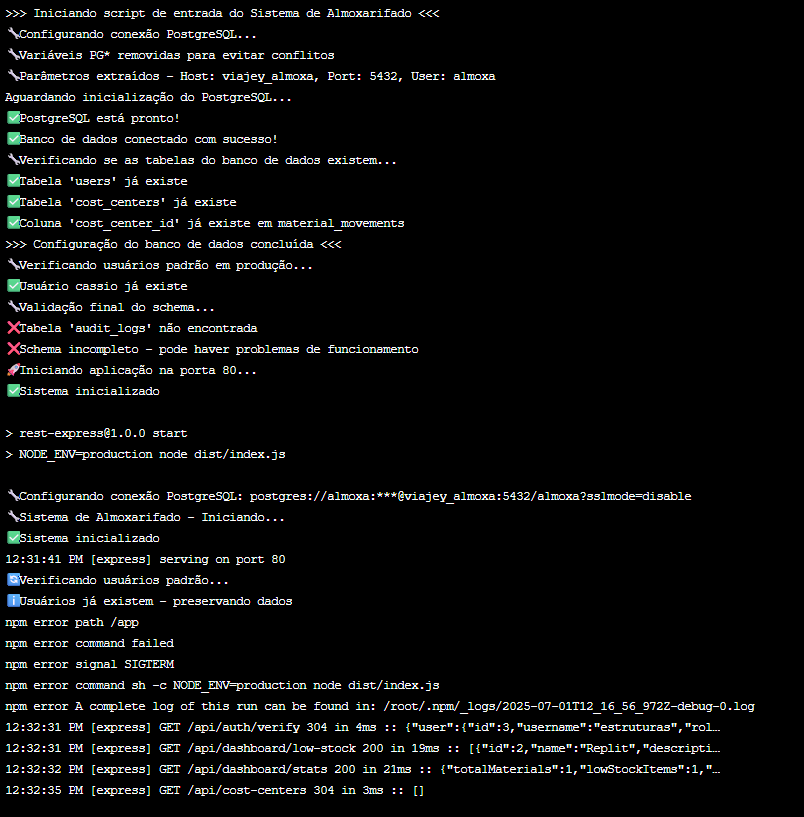 >>> Iniciando script de entrada do Sistema de Almoxarifado <<<
🔧Configurando conexão PostgreSQL...
🔧Variáveis PG* removidas para evitar conflitos
🔧Parâmetros extraídos - Host: viajey_almoxa, Port: 5432, User: almoxa
Aguardando inicialização do PostgreSQL...
✅PostgreSQL está pronto!
✅Banco de dados conectado com sucesso!
🔧Verificando se as tabelas do banco de dados existem...
✅Tabela 'users' já existe
✅Tabela 'cost_centers' já existe
✅Coluna 'cost_center_id' já existe em material_movements
>>> Configuração do banco de dados concluída <<<
🔧Verificando usuários padrão em produção...
✅Usuário cassio já existe
🔧Validação final do schema...
❌Tabela 'audit_logs' não encontrada
❌Schema incompleto - pode haver problemas de funcionamento
🚀Iniciando aplicação na porta 80...
✅Sistema inicializado
> rest-express@1.0.0 start
> NODE_ENV=production node dist/index.js
🔧Configurando conexão PostgreSQL: postgres://almoxa:***@viajey_almoxa:5432/almoxa?sslmode=disable
🔧Sistema de Almoxarifado - Iniciando...
✅Sistema inicializado
12:31:41 PM [express] serving on port 80
🔄Verificando usuários padrão...
ℹ️Usuários já existem - preservando dados
npm error path /app
npm error command failed
npm error signal SIGTERM
npm error command sh -c NODE_ENV=production node dist/index.js
npm error A complete log of this run can be found in: /root/.npm/_logs/2025-07-01T12_16_56_972Z-debug-0.log
12:32:31 PM [express] GET /api/auth/verify 304 in 4ms :: {"user":{"id":3,"username":"estruturas","rol…
12:32:31 PM [express] GET /api/dashboard/low-stock 200 in 19ms :: [{"id":2,"name":"Replit","descripti…
12:32:32 PM [express] GET /api/dashboard/stats 200 in 21ms :: {"totalMaterials":1,"lowStockItems":1,"…
12:32:35 PM [express] GET /api/cost-centers 304 in 3ms :: []